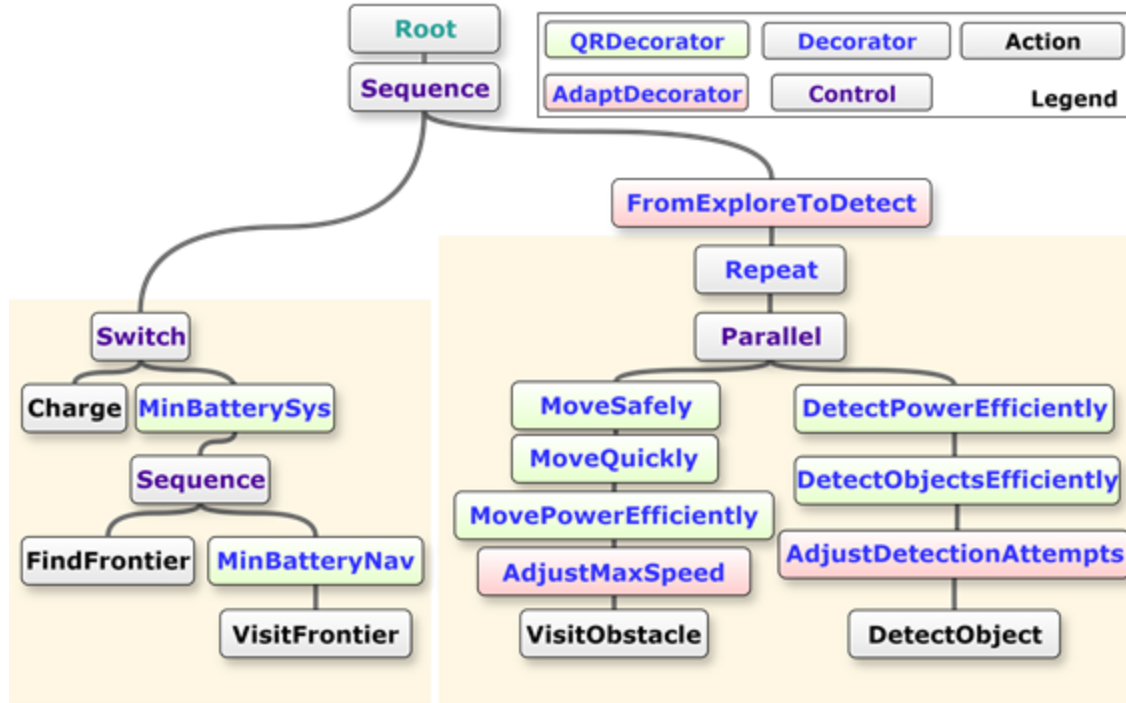 Root
Sequence
QRDecorator
Decorator
Action
AdaptDecorator
Control
Legend
FromExploreToDetect
Repeat
Parallel
Switch
Charge
MinBatterySys
Sequence
FindFrontier
MinBatteryNav
VisitFrontier
MoveSafely
MoveQuickly
MovePowerEfficiently
AdjustMaxSpeed
VisitObstacle
DetectPowerEfficiently
DetectObjectsEfficiently
AdjustDetectionAttempts
DetectObject